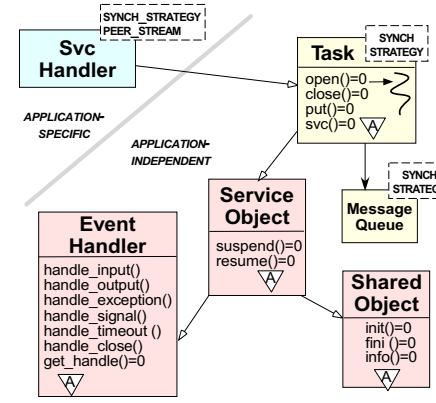 SYNCH_STRATEGY
PEER_STREAM
Svc
Handler
SYNCH
STRATEGY
Task
open()=0
close()=0
put()=0
svc()=0
A
APPLICATION-
SPECIFIC
APPLICATION-
INDEPENDENT
SYNCH
STRATEG
Message
Queue
Service
Object
suspend()=0
resume()=0
A
Event
Handler
handle_input()
handle_output()
handle_exception()
handle_signal()
handle_timeout ()
handle_close()
get_handle()=0
A
Shared
Object
init()=0
fini ()=0
info()=0
A